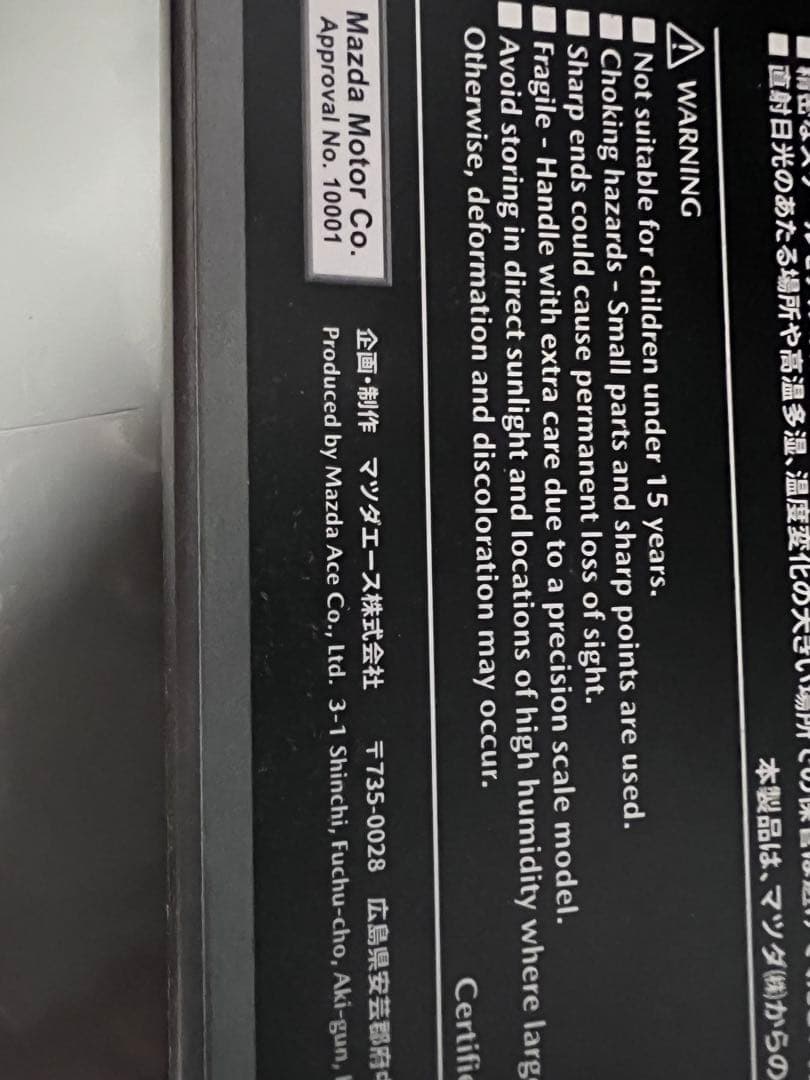 ■直射日光のあたる場所や高温多湿、温度変化の大きい場所での保管は
本製品は、マツダ(株)からの
⚠ WARNING
■Not suitable for children under 15 years.
■Choking hazards - Small parts and sharp points are used.
■Sharp ends could cause permanent loss of sight.
■Fragile - Handle with extra care due to a precision scale model.
■Avoid storing in direct sunlight and locations of high humidity where larg
Otherwise, deformation and discoloration may occur.
Certific
Mazda Motor Co.
Approval No. 10001
企画・制作 マツダエース株式会社 〒735-0028 広島県安芸郡府中
Produced by Mazda Ace Co., Ltd. 3-1 Shinchi, Fuchu-cho, Aki-gun,